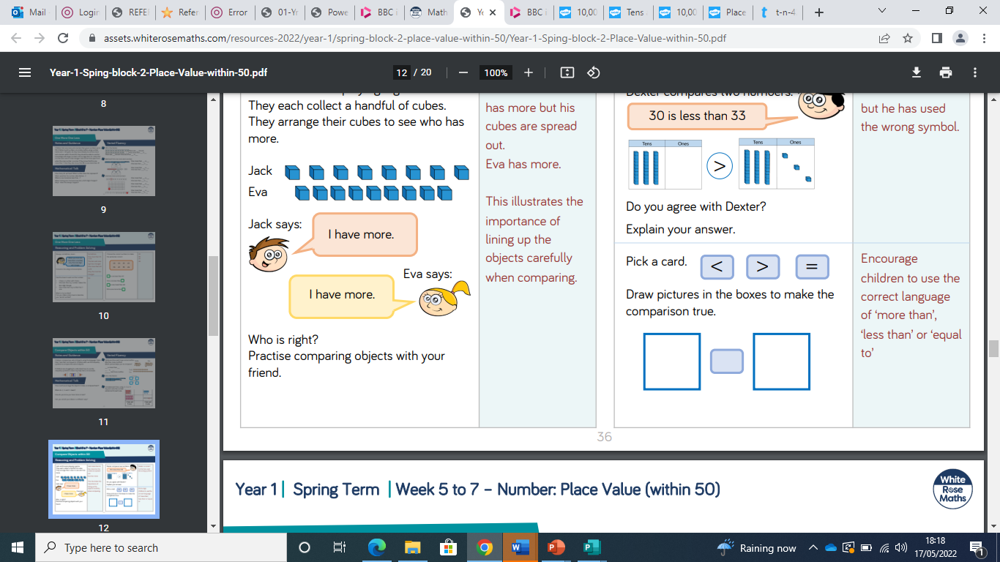 Mail
Login
REFE
Refer
Error
01-Yr
Powe
BBC i
Math
Ye
BBC i
10,00
Tens a
10,00
Place
t-n-4
assets.whiterosemaths.com/resources-2022/year-1/spring-block-2-place-value-within-50/Year-1-Sping-block-2-Place-Value-within-50.pdf
Year-1-Sping-block-2-Place-Value-within-50.pdf
12 / 20
100%
8
9
10
11
12
They each collect a handful of cubes.
They arrange their cubes to see who has
more.
Jack
Eva
Jack says:
I have more.
Eva says:
I have more.
Who is right?
Practise comparing objects with your
friend.
has more but his
cubes are spread
out.
Eva has more.
This illustrates the
importance of
lining up the
objects carefully
when comparing.
Dexter compares two numbers.
30 is less than 33
Tens Ones
>
Tens Ones
Do you agree with Dexter?
Explain your answer.
but he has used
the wrong symbol.
Pick a card. < > =
Draw pictures in the boxes to make the
comparison true.
Encourage
children to use the
correct language
of ‘more than’,
‘less than’ or ‘equal
to’
36
Year 1 | Spring Term | Week 5 to 7 – Number: Place Value (within 50)
White
Rose
Maths
Type here to search
Raining now
18:18
17/05/2022
1